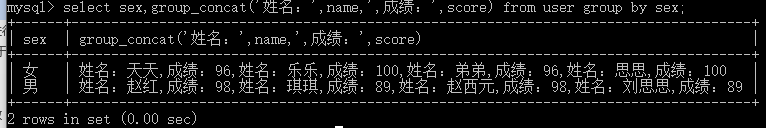 mysql> select sex,group_concat('姓名：',name,',成绩：',score) from user group by sex;
+------+------------------------------------------------------------------------------------+
| sex | group_concat('姓名：',name,',成绩：',score) |
+------+------------------------------------------------------------------------------------+
| 女 | 姓名：天天,成绩：96,姓名：乐乐,成绩：100,姓名：弟弟,成绩：96,姓名：思思,成绩：100
| 男 | 姓名：赵红,成绩：98,姓名：琪琪,成绩：89,姓名：赵西元,成绩：98,姓名：刘思思,成绩：89 |
+------+------------------------------------------------------------------------------------+
2 rows in set (0.00 sec)